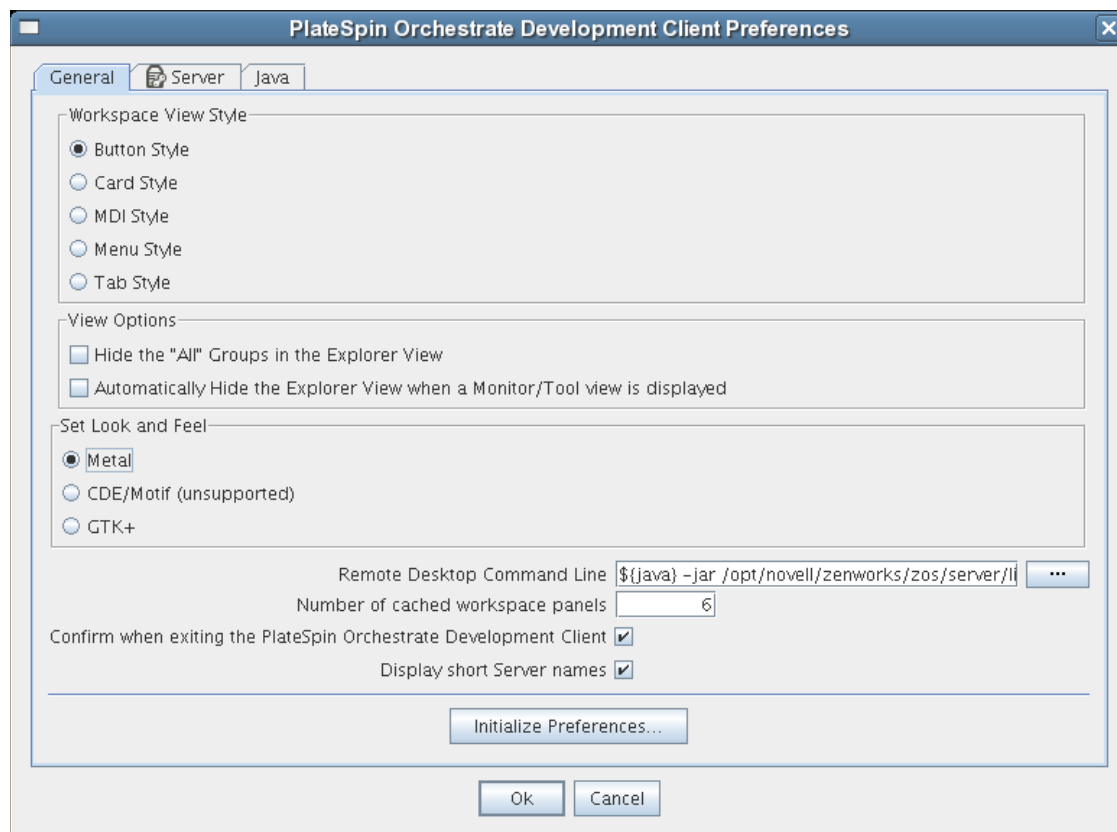 PlateSpin Orchestrate Development Client Preferences
General Server Java
Workspace View Style
Button Style
Card Style
MDI Style
Menu Style
Tab Style
View Options
Hide the "All" Groups in the Explorer View
Automatically Hide the Explorer View when a Monitor/Tool view is displayed
Set Look and Feel
Metal
CDE/Motif (unsupported)
GTK+
Remote Desktop Command Line ${java} -jar /opt/novell/zenworks/zos/server/li ...
Number of cached workspace panels 6
Confirm when exiting the PlateSpin Orchestrate Development Client
Display short Server names
Initialize Preferences...
Ok Cancel